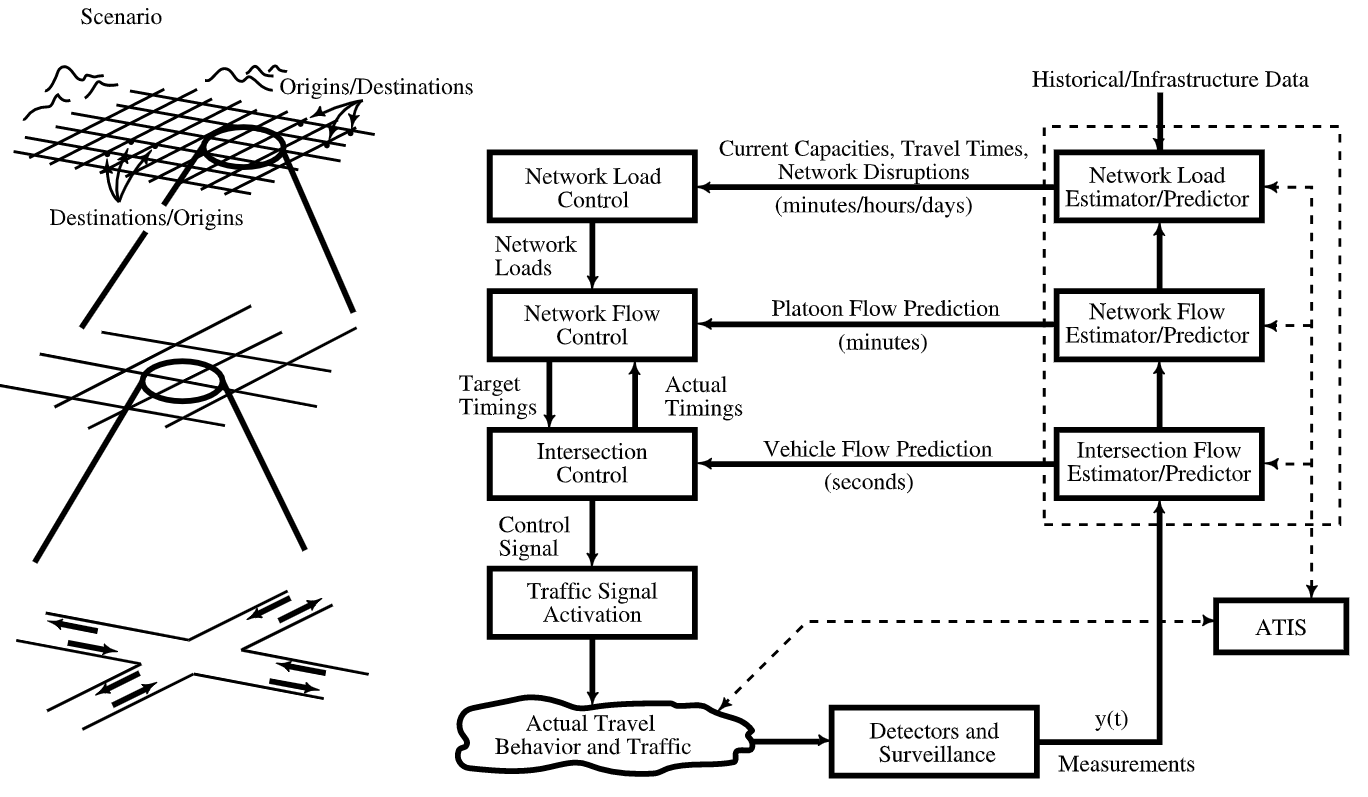 Scenario
Origins/Destinations
Destinations/Origins
Historical/Infrastructure Data
Network Load
Control
Current Capacities, Travel Times,
Network Disruptions
(minutes/hours/days)
Network Load
Estimator/Predictor
Network
Loads
Network Flow
Control
Platoon Flow Prediction
(minutes)
Network Flow
Estimator/Predictor
Target
Timings
Actual
Timings
Intersection
Control
Vehicle Flow Prediction
(seconds)
Intersection Flow
Estimator/Predictor
Control
Signal
Traffic Signal
Activation
ATIS
Actual Travel
Behavior and Traffic
Detectors and
Surveillance
y(t)
Measurements